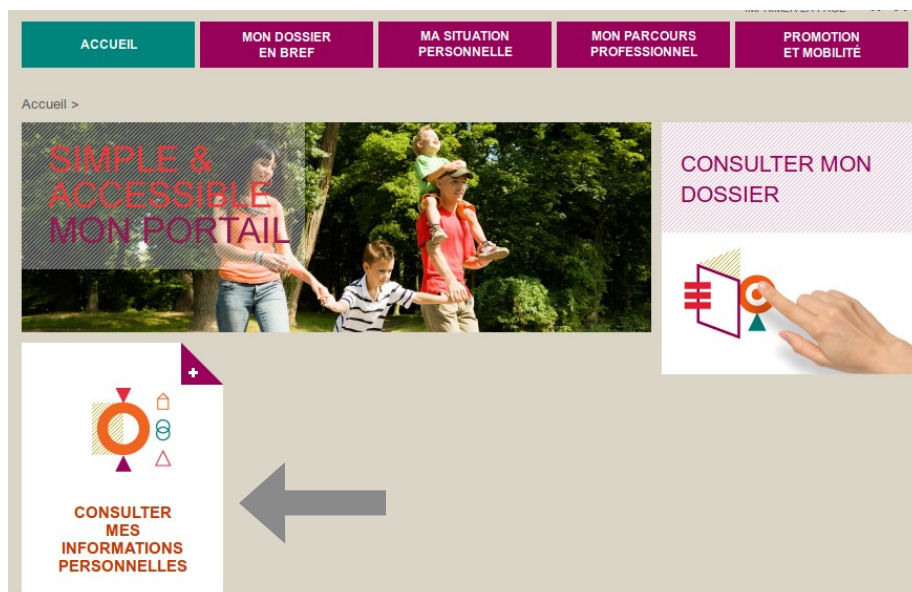 ACCUEIL
MON DOSSIER
EN BREF
MA SITUATION
PERSONNELLE
MON PARCOURS
PROFESSIONNEL
PROMOTION
ET MOBILITÉ
Accueil >
SIMPLE &
ACCESSIBLE
MON PORTAIL
CONSULTER MON
DOSSIER
CONSULTER
MES
INFORMATIONS
PERSONNELLES